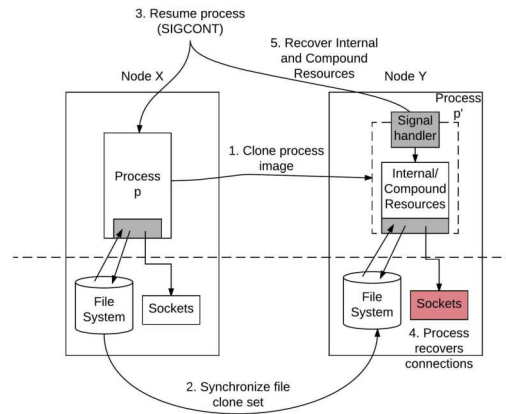 3. Resume process
(SIGCONT)
5. Recover Internal
and Compound
Resources
Node X
Node Y
Process
p'
Signal
handler
1. Clone process
image
Process
p
Internal/
Compound
Resources
File
System
Sockets
File
System
Sockets
4. Process
recovers
connections
2. Synchronize file
clone set